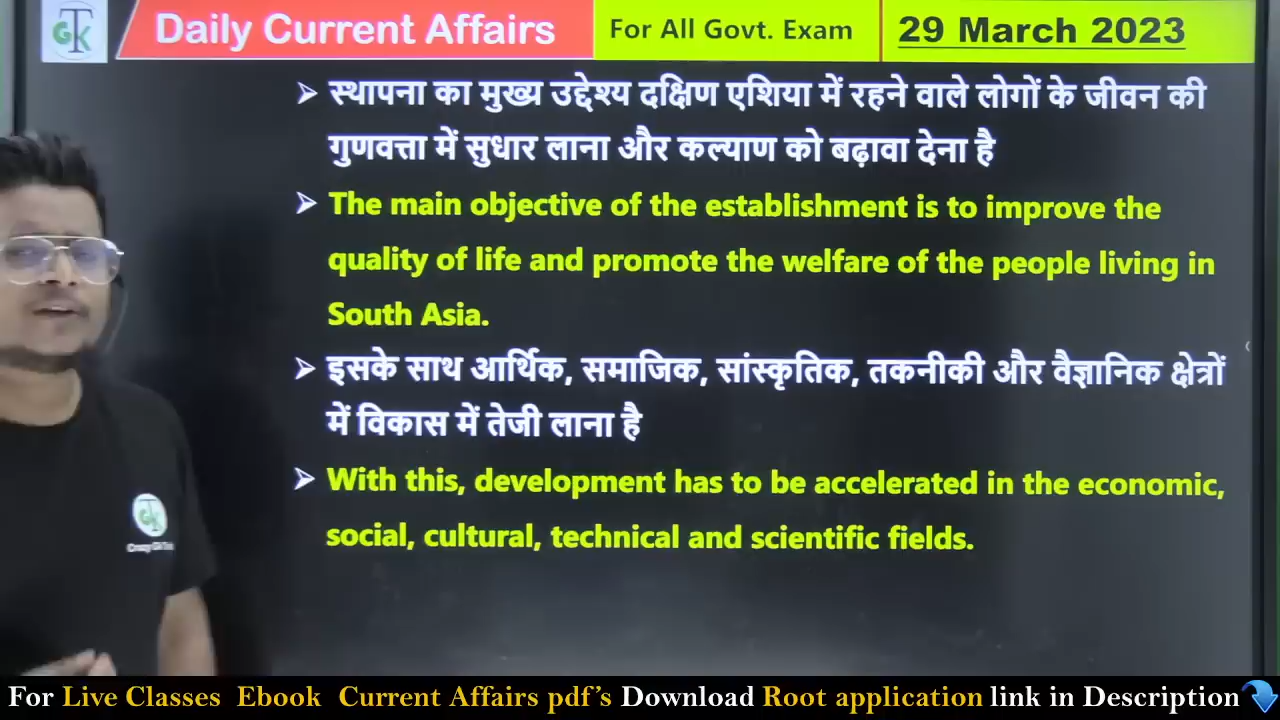 GTK
Daily Current Affairs
For All Govt. Exam
29 March 2023
➢ स्थापना का मुख्य उद्देश्य दक्षिण एशिया में रहने वाले लोगों के जीवन की
गुणवत्ता में सुधार लाना और कल्याण को बढ़ावा देना है
➢ The main objective of the establishment is to improve the
quality of life and promote the welfare of the people living in
South Asia.
➢ इसके साथ आर्थिक, समाजिक, सांस्कृतिक, तकनीकी और वैज्ञानिक क्षेत्रों
में विकास में तेजी लाना है
➢ With this, development has to be accelerated in the economic,
social, cultural, technical and scientific fields.
GTK
For Live Classes Ebook Current Affairs pdf's Download Root application link in Description